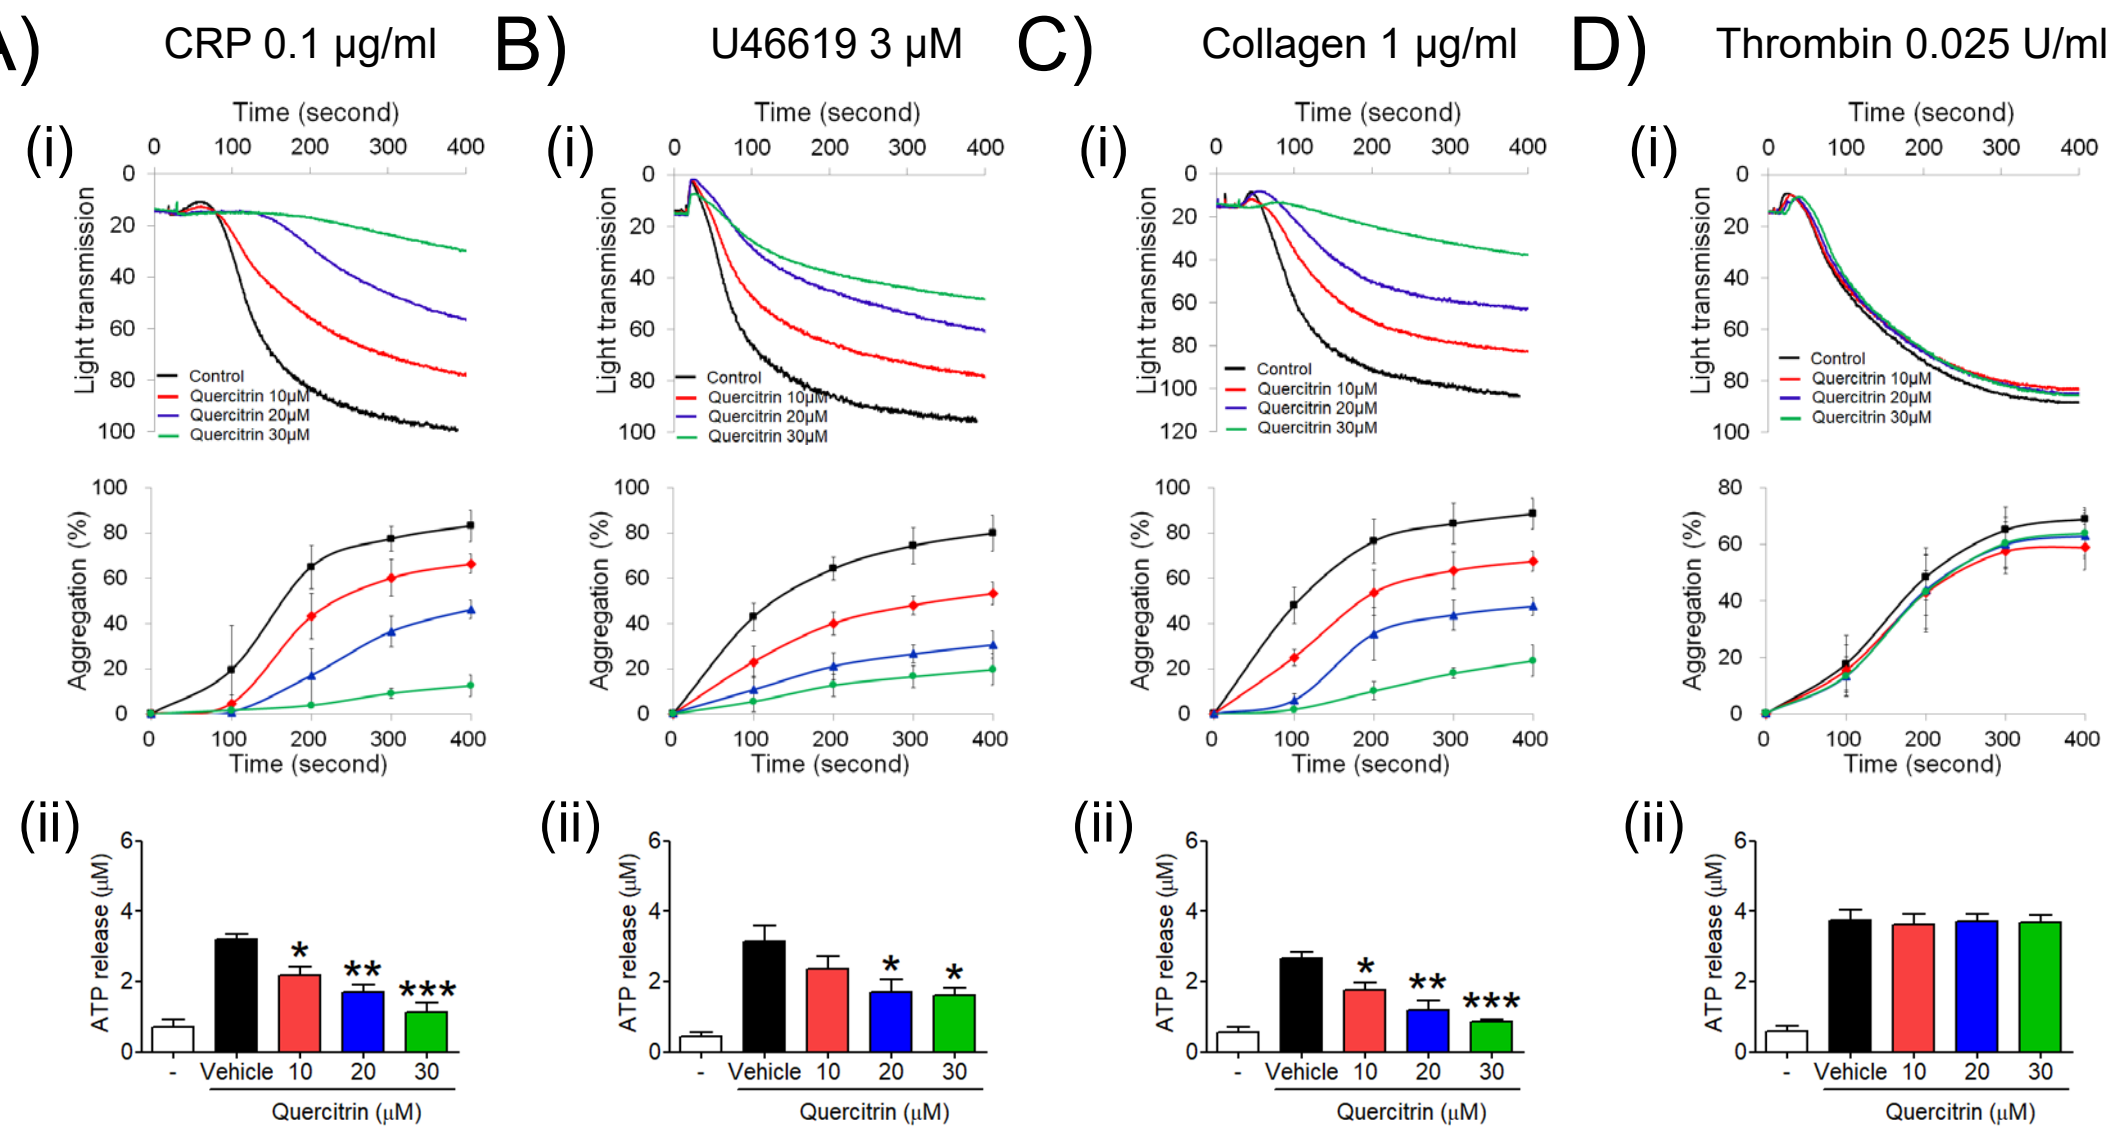 A) CRP 0.1 µg/ml
B) U46619 3 µM
C) Collagen 1 µg/ml
D) Thrombin 0.025 U/ml
(i)
Time (second)
0 100 200 300 400
Light transmission
0
20
40
60
80
100
Control
Quercitrin 10µM
Quercitrin 20µM
Quercitrin 30µM
(i)
Time (second)
0 100 200 300 400
Light transmission
0
20
40
60
80
100
Control
Quercitrin 10µM
Quercitrin 20µM
Quercitrin 30µM
(i)
Time (second)
0 100 200 300 400
Light transmission
0
20
40
60
80
100
120
Control
Quercitrin 10µM
Quercitrin 20µM
Quercitrin 30µM
(i)
Time (second)
0 100 200 300 400
Light transmission
0
20
40
60
80
100
Control
Quercitrin 10µM
Quercitrin 20µM
Quercitrin 30µM
Aggregation (%)
100
80
60
40
20
0
0 100 200 300 400
Time (second)
Aggregation (%)
100
80
60
40
20
0
0 100 200 300 400
Time (second)
Aggregation (%)
100
80
60
40
20
0
0 100 200 300 400
Time (second)
Aggregation (%)
80
60
40
20
0
0 100 200 300 400
Time (second)
(ii)
ATP release (µM)
6
4
2
0
* ** ***
- Vehicle 10 20 30
Quercitrin (µM)
(ii)
ATP release (µM)
6
4
2
0
* *
- Vehicle 10 20 30
Quercitrin (µM)
(ii)
ATP release (µM)
6
4
2
0
* ** ***
- Vehicle 10 20 30
Quercitrin (µM)
(ii)
ATP release (µM)
6
4
2
0
- Vehicle 10 20 30
Quercitrin (µM)